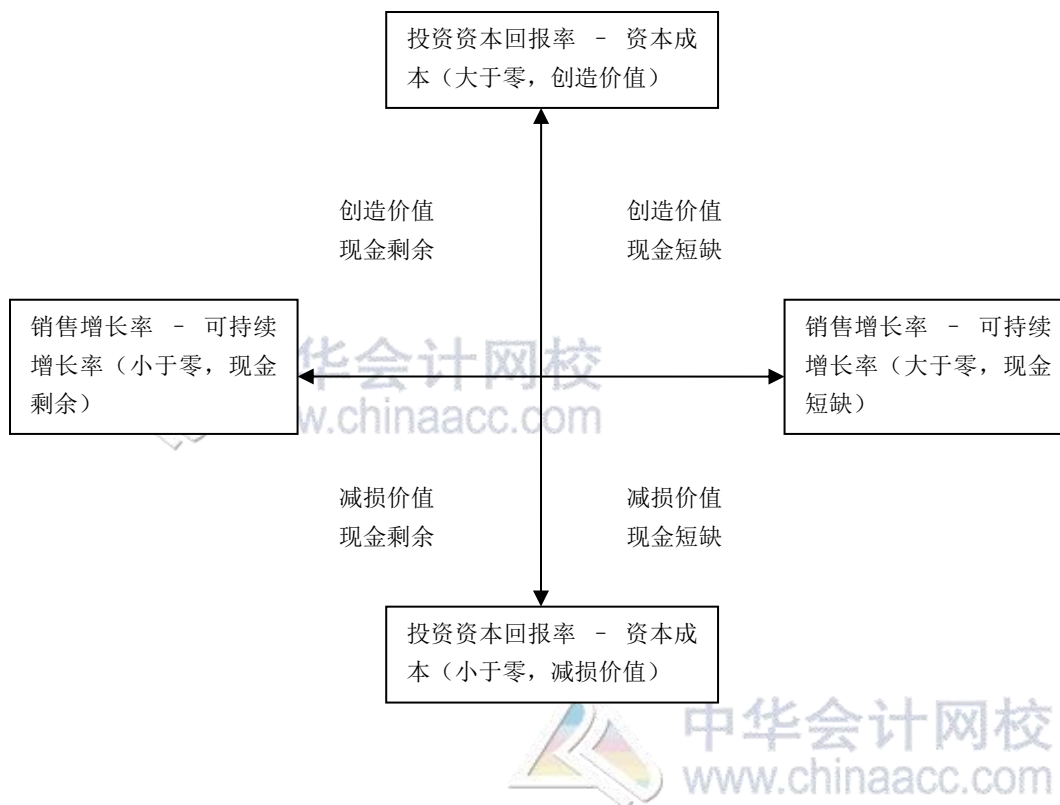 投资资本回报率 – 资本成
本（大于零，创造价值）
创造价值
现金剩余
创造价值
现金短缺
销售增长率 – 可持续
增长率（小于零，现金
剩余）
销售增长率 – 可持续
增长率（大于零，现金
短缺）
华会计网校
w.chinaacc.com
减损价值
现金剩余
减损价值
现金短缺
投资资本回报率 – 资本成
本（小于零，减损价值）
中华会计网校
www.chinaacc.com